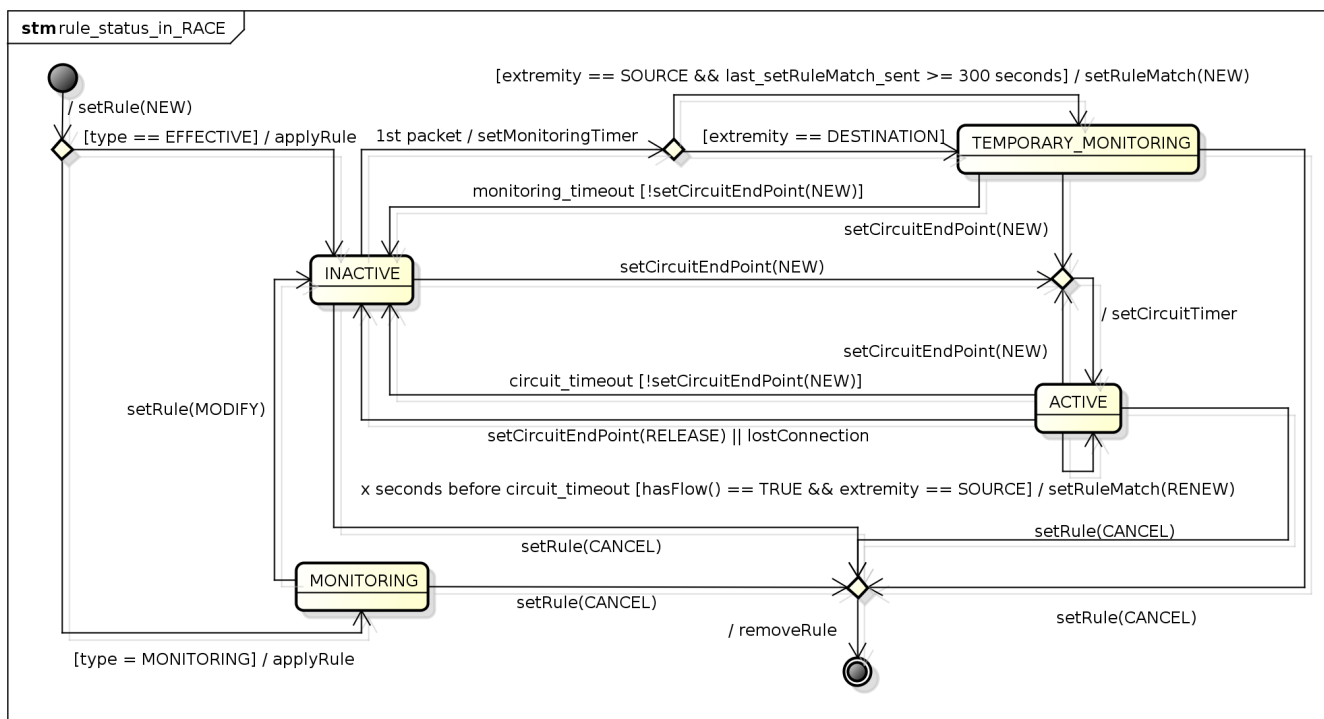 stm rule_status_in_RACE
[extremity == SOURCE && last_setRuleMatch_sent >= 300 seconds] / setRuleMatch(NEW)
/ setRule(NEW)
[type == EFFECTIVE] / applyRule
1st packet / setMonitoringTimer
[extremity == DESTINATION]
TEMPORARY_MONITORING
monitoring_timeout [!setCircuitEndPoint(NEW)]
setCircuitEndPoint(NEW)
INACTIVE
setCircuitEndPoint(NEW)
/ setCircuitTimer
setCircuitEndPoint(NEW)
circuit_timeout [!setCircuitEndPoint(NEW)]
ACTIVE
setRule(MODIFY)
setCircuitEndPoint(RELEASE) || lostConnection
x seconds before circuit_timeout [hasFlow() == TRUE && extremity == SOURCE] / setRuleMatch(RENEW)
setRule(CANCEL)
setRule(CANCEL)
MONITORING
setRule(CANCEL)
setRule(CANCEL)
/ removeRule
[type = MONITORING] / applyRule